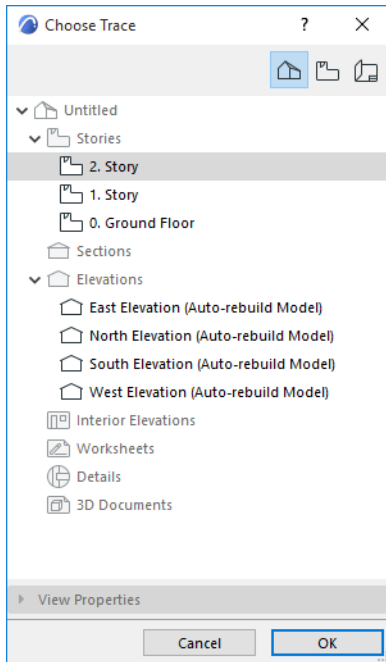 Choose Trace
?
Untitled
Stories
2. Story
1. Story
0. Ground Floor
Sections
Elevations
East Elevation (Auto-rebuild Model)
North Elevation (Auto-rebuild Model)
South Elevation (Auto-rebuild Model)
West Elevation (Auto-rebuild Model)
Interior Elevations
Worksheets
Details
3D Documents
View Properties
Cancel OK